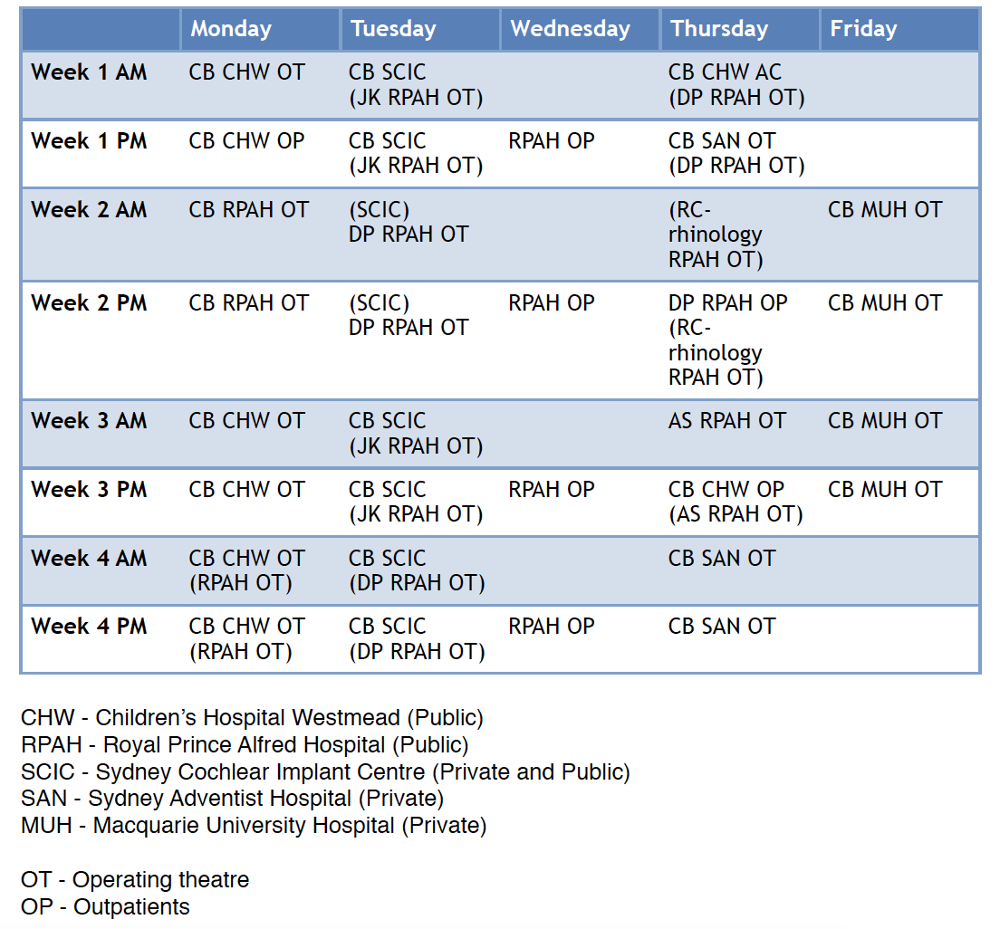 Monday Tuesday Wednesday Thursday Friday
Week 1 AM CB CHW OT CB SCIC CB CHW AC
(JK RPAH OT) (DP RPAH OT)
Week 1 PM CB CHW OP CB SCIC RPAH OP CB SAN OT
(JK RPAH OT) (DP RPAH OT)
Week 2 AM CB RPAH OT (SCIC) (RC- CB MUH OT
DP RPAH OT rhinology
RPAH OT)
Week 2 PM CB RPAH OT (SCIC) RPAH OP DP RPAH OP CB MUH OT
DP RPAH OT (RC-
rhinology
RPAH OT)
Week 3 AM CB CHW OT CB SCIC AS RPAH OT CB MUH OT
(JK RPAH OT)
Week 3 PM CB CHW OT CB SCIC RPAH OP CB CHW OP CB MUH OT
(JK RPAH OT) (AS RPAH OT)
Week 4 AM CB CHW OT CB SCIC CB SAN OT
(RPAH OT) (DP RPAH OT)
Week 4 PM CB CHW OT CB SCIC RPAH OP CB SAN OT
(RPAH OT) (DP RPAH OT)
CHW - Children’s Hospital Westmead (Public)
RPAH - Royal Prince Alfred Hospital (Public)
SCIC - Sydney Cochlear Implant Centre (Private and Public)
SAN - Sydney Adventist Hospital (Private)
MUH - Macquarie University Hospital (Private)
OT - Operating theatre
OP - Outpatients